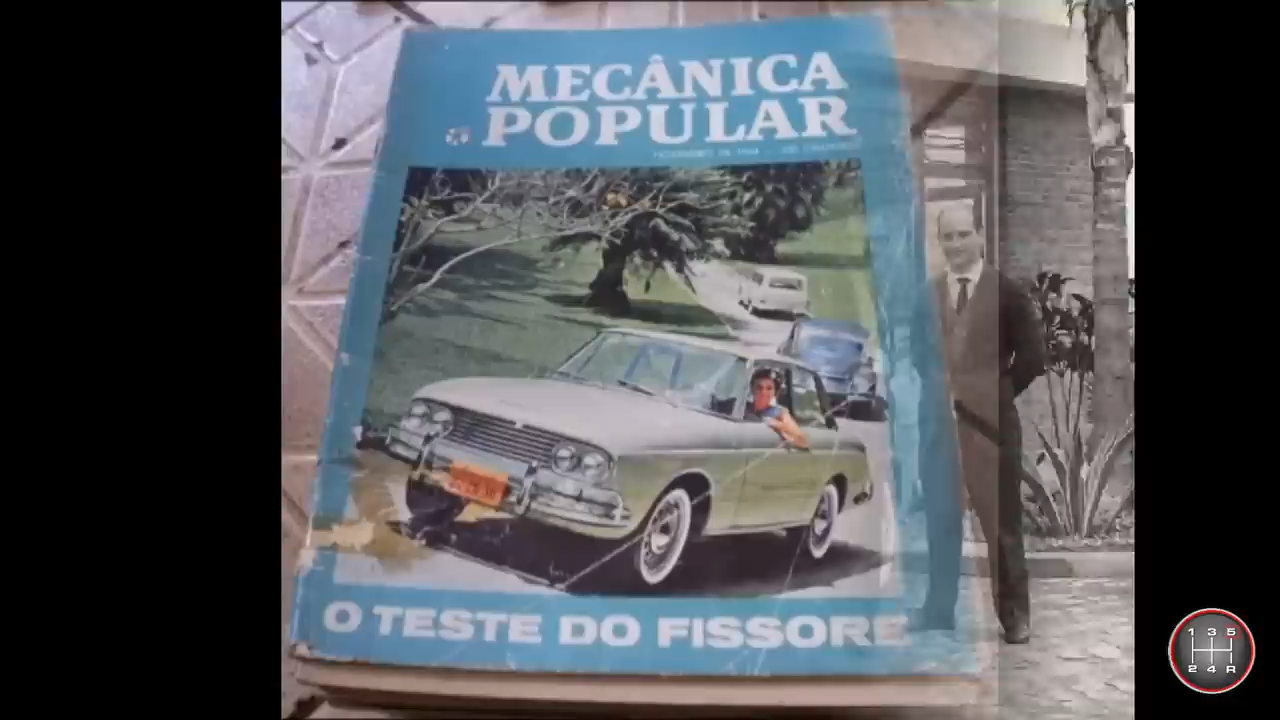 MECÂNICA
POPULAR
O TESTE DO FISSORE
1 3 5
2 4 R